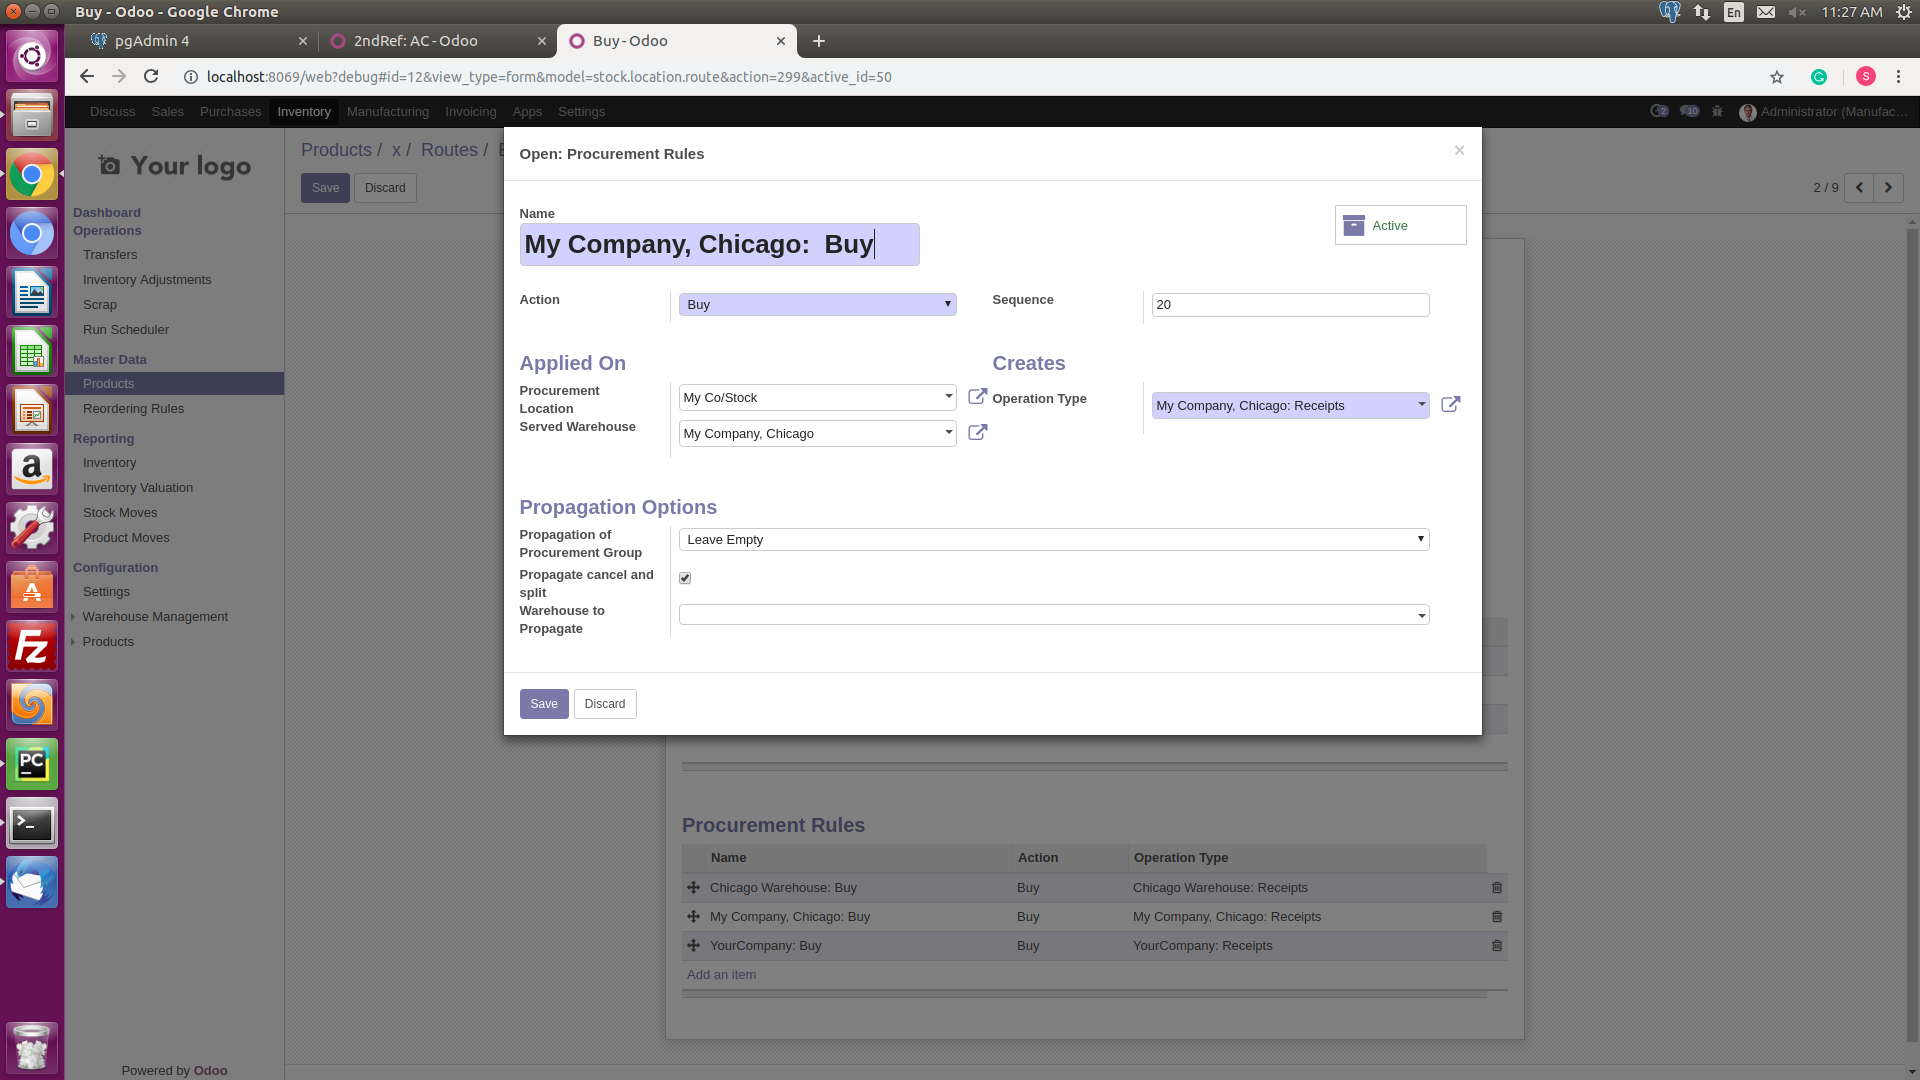 Buy - Odoo - Google Chrome
En
11:27 AM
pgAdmin 4
2ndRef: AC - Odoo
Buy - Odoo
localhost:8069/web?debug#id=12&view_type=form&model=stock.location.route&action=299&active_id=50
S
Discuss Sales Purchases Inventory Manufacturing Invoicing Apps Settings
2 10 Administrator (Manufac...
Your logo
Products / x / Routes /
Save Discard
2 / 9
Dashboard
Operations
Transfers
Inventory Adjustments
Scrap
Run Scheduler
Master Data
Products
Reordering Rules
Reporting
Inventory
Inventory Valuation
Stock Moves
Product Moves
Configuration
Settings
Warehouse Management
Products
Powered by Odoo
Open: Procurement Rules
×
Name
My Company, Chicago:  Buy
Active
Action
Buy
Sequence
20
Applied On
Creates
Procurement
Location
My Co/Stock
Operation Type
My Company, Chicago: Receipts
Served Warehouse
My Company, Chicago
Propagation Options
Propagation of
Procurement Group
Leave Empty
Propagate cancel and
split
Warehouse to
Propagate
Save Discard
Procurement Rules
Name Action Operation Type
Chicago Warehouse: Buy Buy Chicago Warehouse: Receipts
My Company, Chicago: Buy Buy My Company, Chicago: Receipts
YourCompany: Buy Buy YourCompany: Receipts
Add an item
a
A
Fz
PC
>_